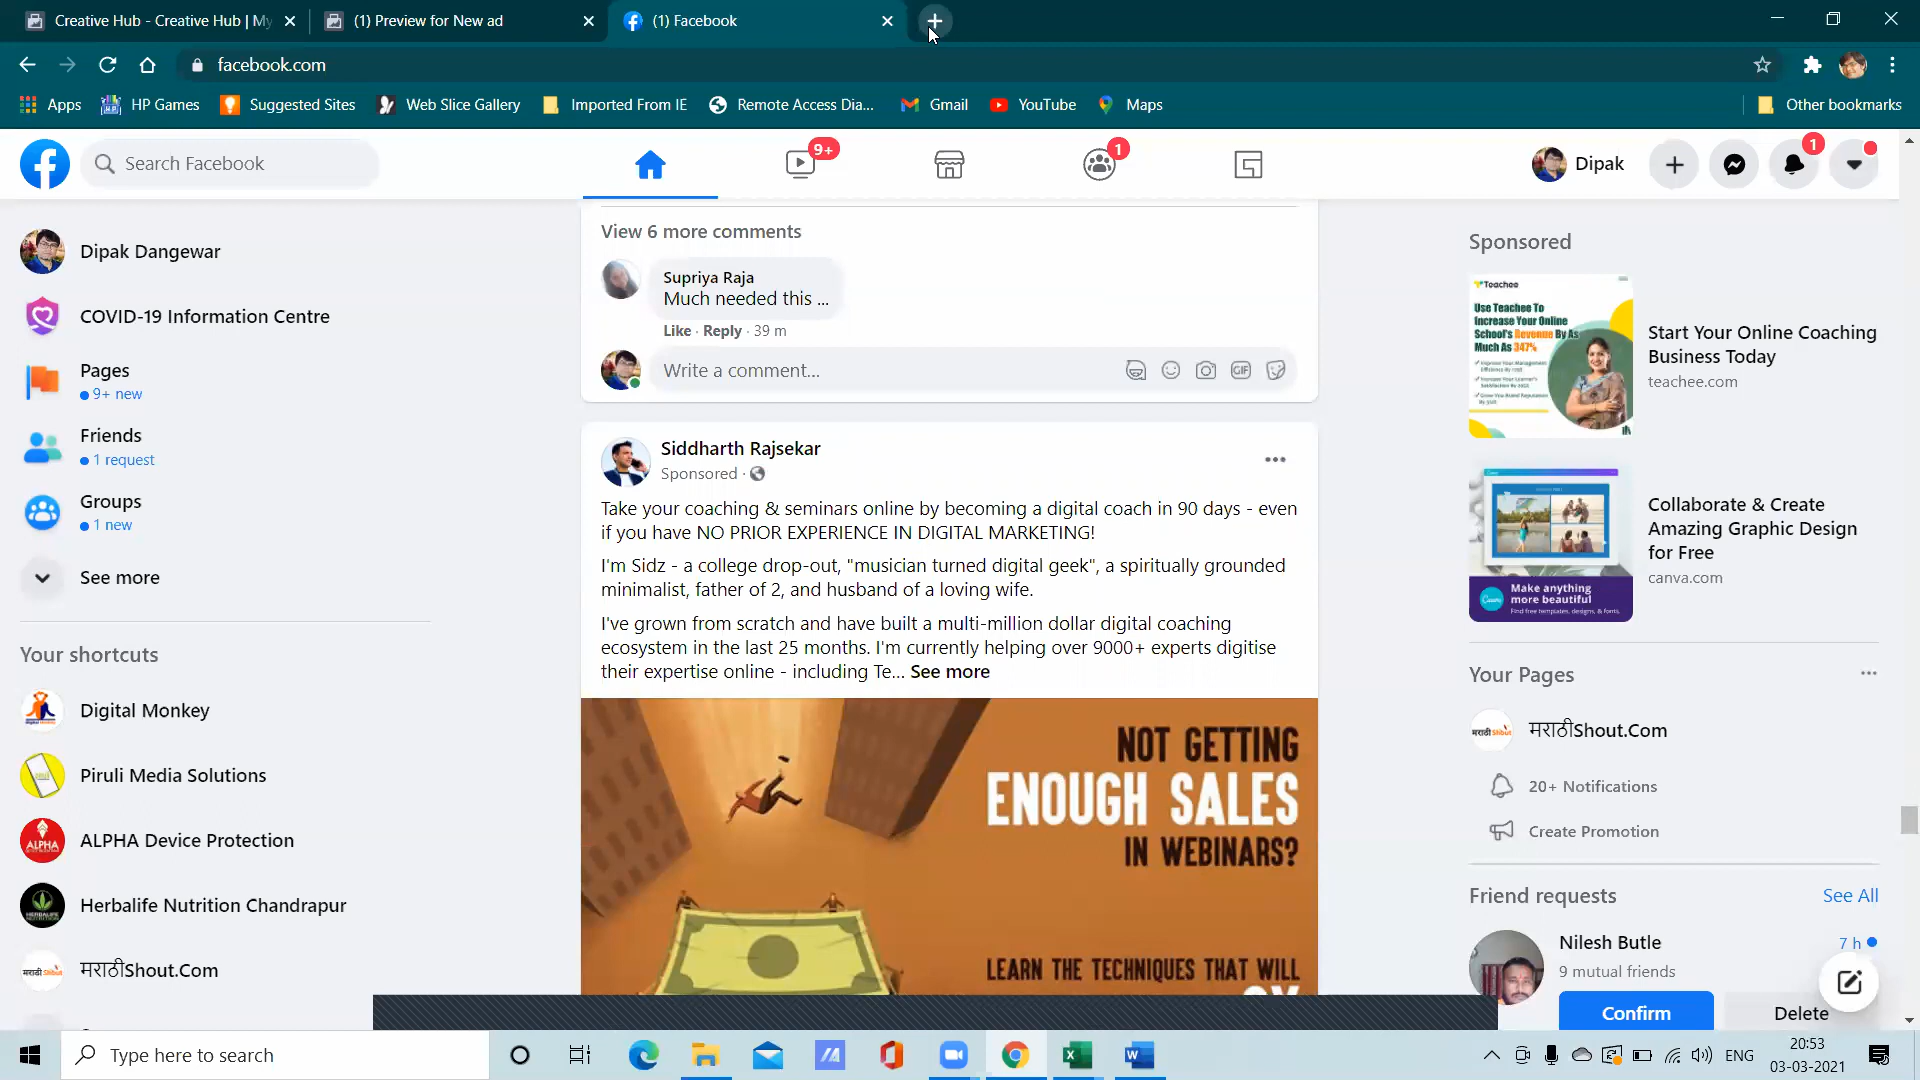 Creative Hub - Creative Hub | My
(1) Preview for New ad
(1) Facebook
facebook.com
Apps
HP Games
Suggested Sites
Web Slice Gallery
Imported From IE
Remote Access Dia...
Gmail
YouTube
Maps
Other bookmarks
Search Facebook
9+
1
Dipak
1
Dipak Dangewar
COVID-19 Information Centre
Pages
9+ new
Friends
1 request
Groups
1 new
See more
Your shortcuts
Digital Monkey
Piruli Media Solutions
ALPHA Device Protection
Herbalife Nutrition Chandrapur
मराठीShout.Com
View 6 more comments
Supriya Raja
Much needed this ...
Like · Reply · 39 m
Write a comment...
GIF
Siddharth Rajsekar
Sponsored ·
Take your coaching & seminars online by becoming a digital coach in 90 days - even
if you have NO PRIOR EXPERIENCE IN DIGITAL MARKETING!
I'm Sidz - a college drop-out, "musician turned digital geek", a spiritually grounded
minimalist, father of 2, and husband of a loving wife.
I've grown from scratch and have built a multi-million dollar digital coaching
ecosystem in the last 25 months. I'm currently helping over 9000+ experts digitise
their expertise online - including Te... See more
NOT GETTING
ENOUGH SALES
IN WEBINARS?
LEARN THE TECHNIQUES THAT WILL
Sponsored
Teachee
Use Teachee To
Increase Your Online
School's Revenue By As
Much As 347%
Start Your Online Coaching
Business Today
teachee.com
Make anything
more beautiful
Find free templates, designs, & fonts.
Collaborate & Create
Amazing Graphic Design
for Free
canva.com
Your Pages
मराठीShout.Com
20+ Notifications
Create Promotion
Friend requests
See All
Nilesh Butle
7 h
9 mutual friends
Confirm
Delete
Type here to search
ENG
20:53
03-03-2021